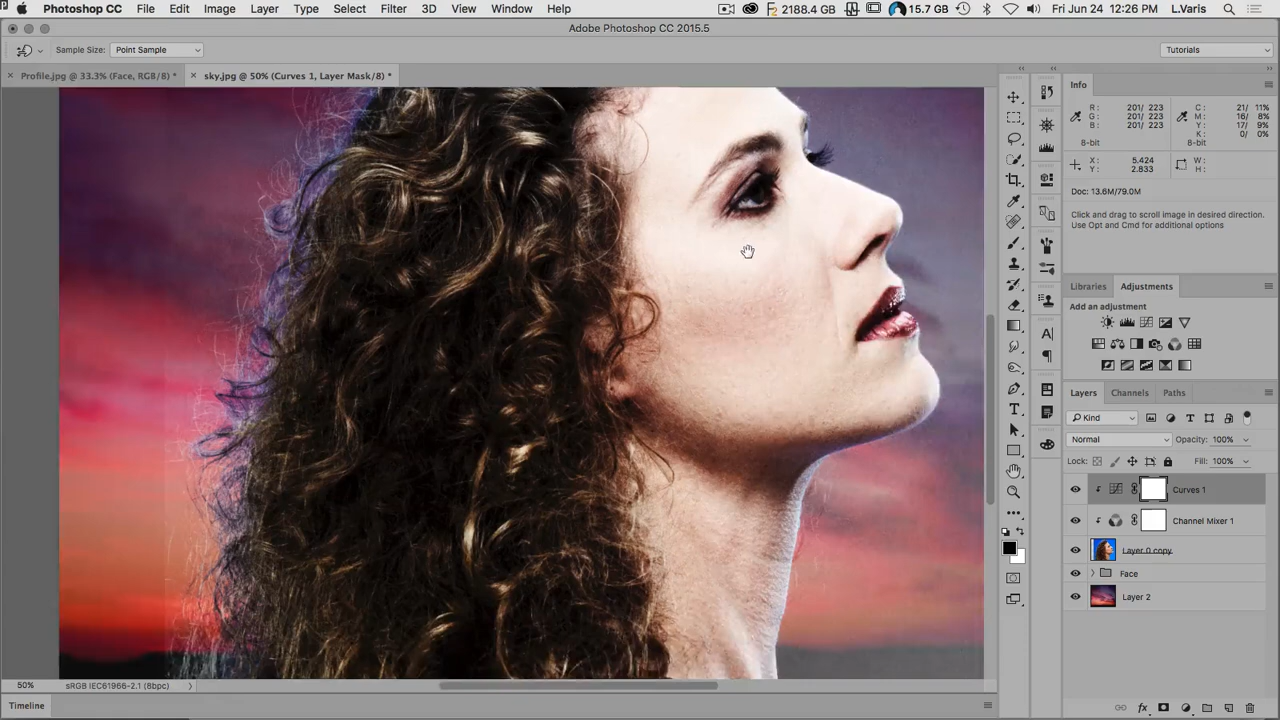 Photoshop CC File Edit Image Layer Type Select Filter 3D View Window Help 2188.4 GB 15.7 GB Fri Jun 24 12:26 PM L.Varis
Adobe Photoshop CC 2015.5
Sample Size: Point Sample Tutorials
Profile.jpg @ 33.3% (Face, RGB/8) * sky.jpg @ 50% (Curves 1, Layer Mask/8) *
Info
R: 201/ 223 C: 21/ 11%
G: 201/ 223 M: 16/ 8%
B: 201/ 223 Y: 17/ 9%
K: 0/ 0%
8-bit 8-bit
X: 5.424 W:
Y: 2.833 H:
Doc: 13.6M/79.0M
Click and drag to scroll image in desired direction.
Use Opt and Cmd for additional functions
Libraries Adjustments
Add an adjustment
Layers Channels Paths
Kind
Normal Opacity: 100%
Lock: Fill: 100%
Curves 1
Channel Mixer 1
Layer 0 copy
Face
Layer 2
50% sRGB IEC61966-2.1 (8bpc)
Timeline